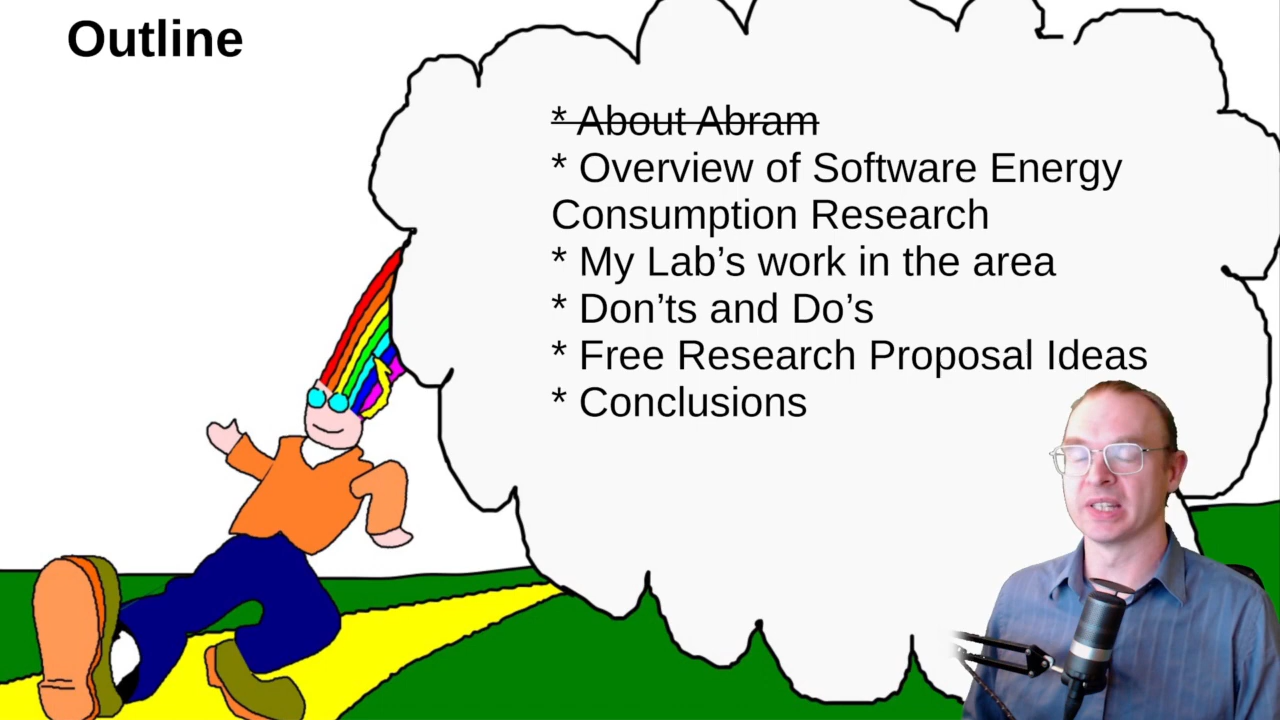 Outline
* About Abram
* Overview of Software Energy
Consumption Research
* My Lab’s work in the area
* Don’ts and Do’s
* Free Research Proposal Ideas
* Conclusions